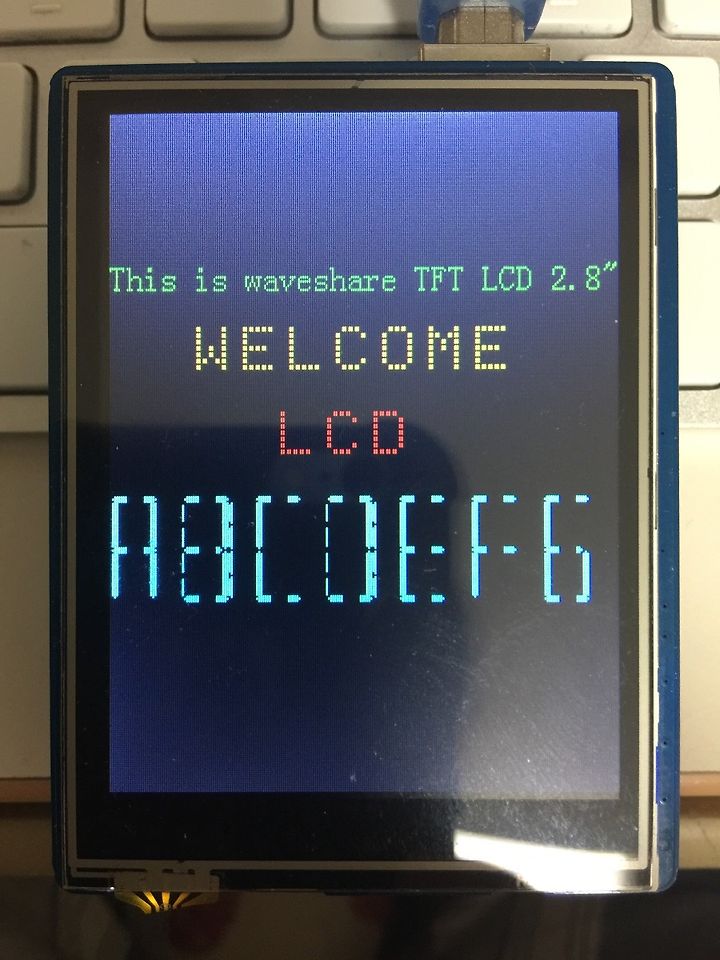 This is waveshare TFT LCD 2.8"
WELCOME
LCD
ABCDEFG